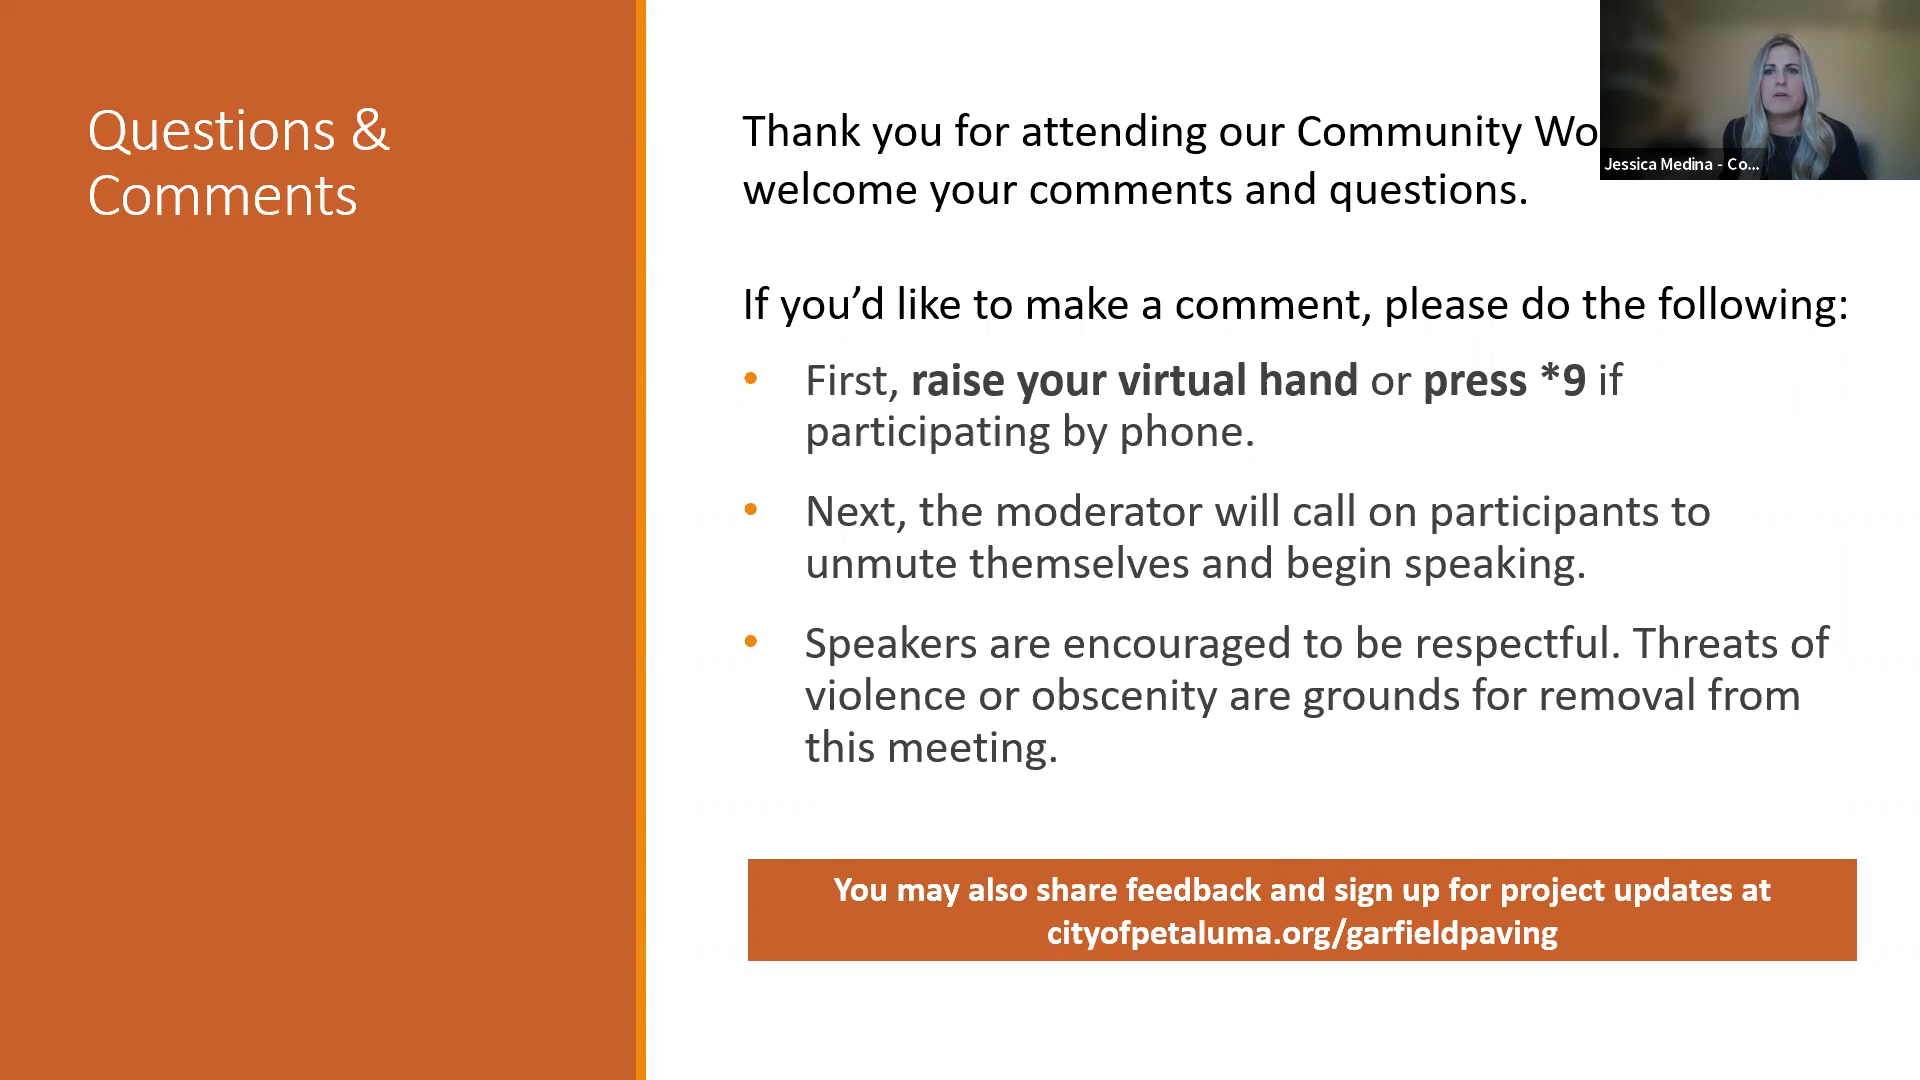 Questions &
Comments
Thank you for attending our Community Wo
welcome your comments and questions.
If you’d like to make a comment, please do the following:
• First, raise your virtual hand or press *9 if
participating by phone.
• Next, the moderator will call on participants to
unmute themselves and begin speaking.
• Speakers are encouraged to be respectful. Threats of
violence or obscenity are grounds for removal from
this meeting.
You may also share feedback and sign up for project updates at
cityofpetaluma.org/garfieldpaving
Jessica Medina - Co...